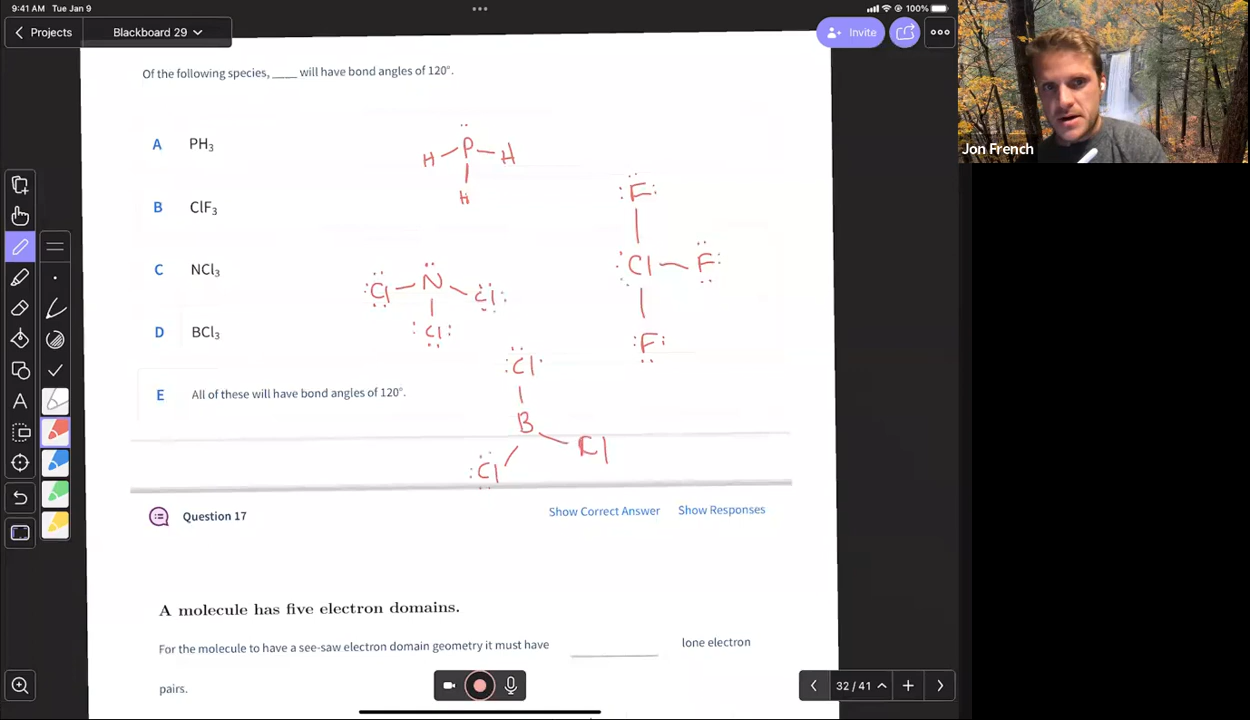 9:41 AM Tue Jan 9
100%
Projects
Blackboard 29
Invite
Jon French
Of the following species, ____ will have bond angles of 120°.
A PH₃
B ClF₃
C NCl₃
D BCl₃
E All of these will have bond angles of 120°.
P
H
H
H
F
Cl
F
F
N
Cl
Cl
Cl
Cl
B
Cl
Cl
A
Question 17
Show Correct Answer
Show Responses
A molecule has five electron domains.
For the molecule to have a see-saw electron domain geometry it must have __________ lone electron
pairs.
32 / 41